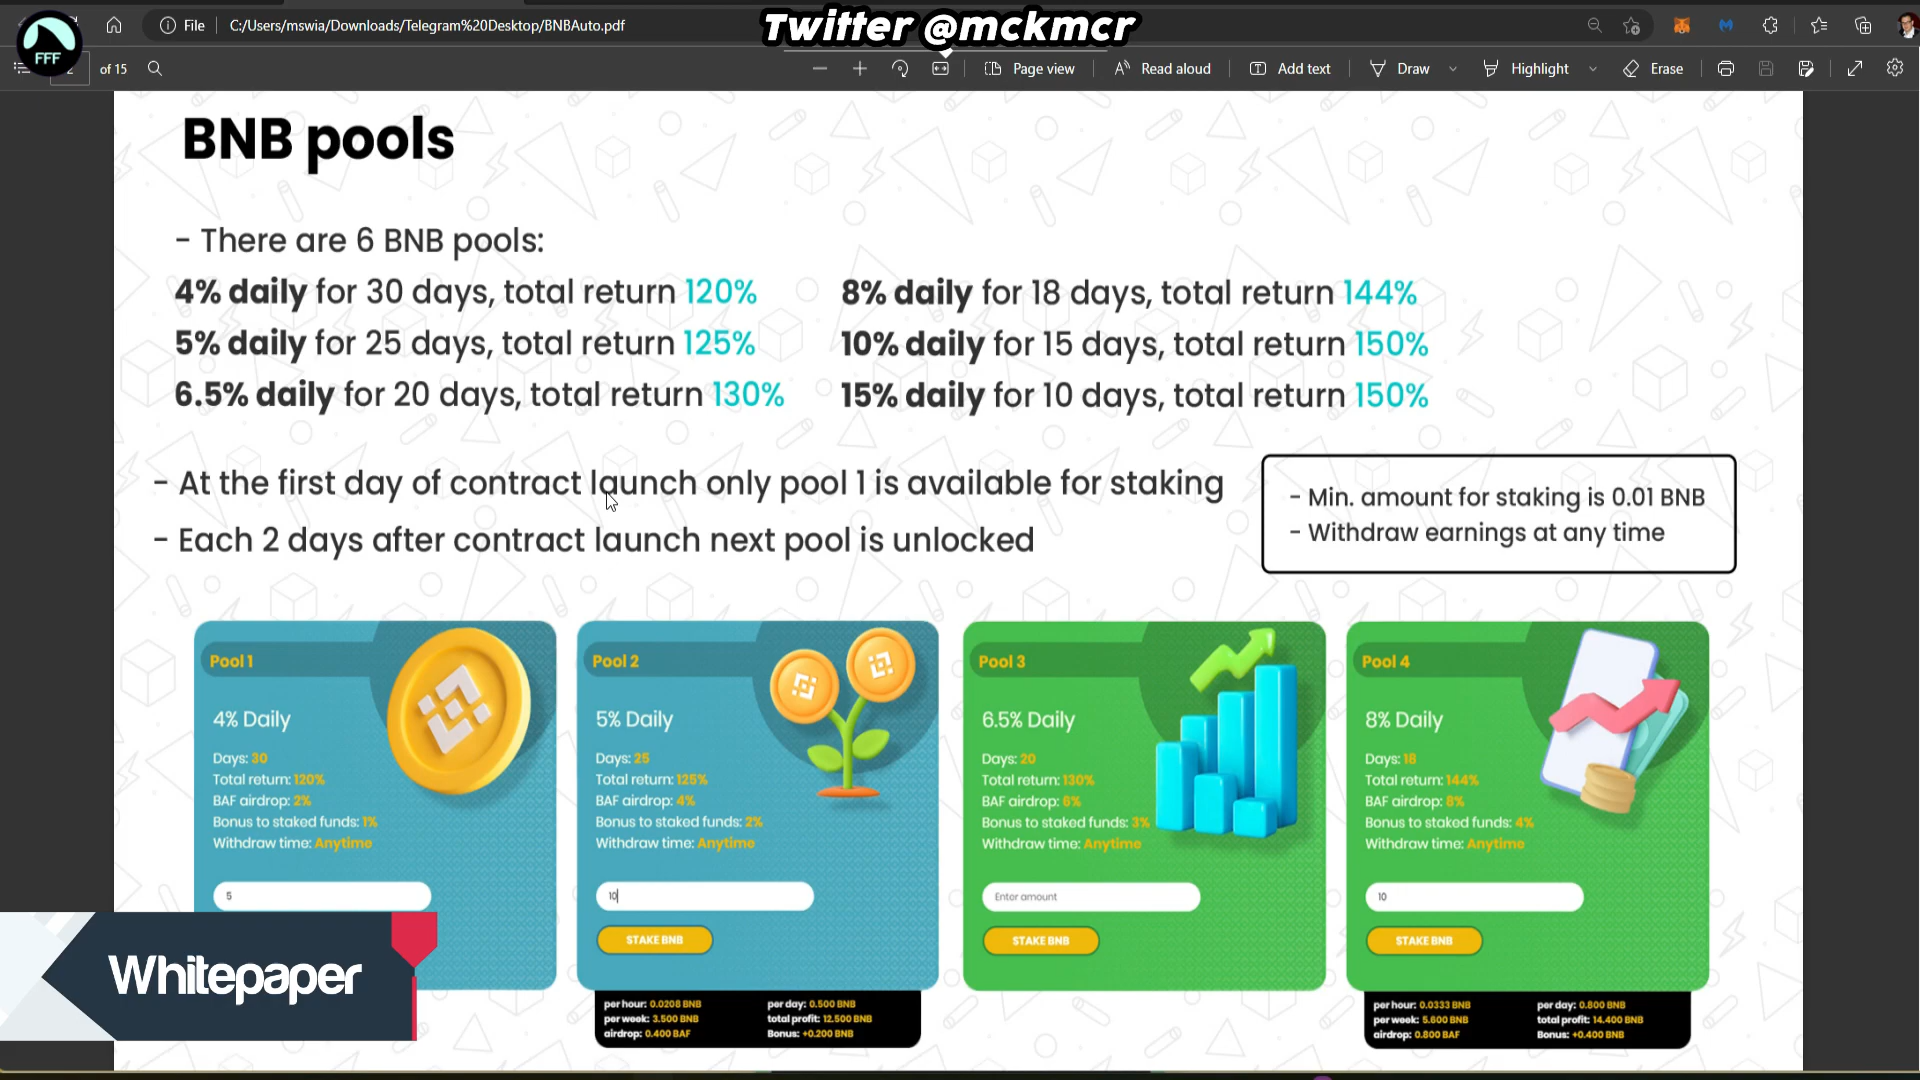 Twitter @mckmcr
File
C:/Users/mswia/Downloads/Telegram%20Desktop/BNBAuto.pdf
FFF
of 15
Page view
Read aloud
Add text
Draw
Highlight
Erase
BNB pools
- There are 6 BNB pools:
4% daily for 30 days, total return 120%
5% daily for 25 days, total return 125%
6.5% daily for 20 days, total return 130%
8% daily for 18 days, total return 144%
10% daily for 15 days, total return 150%
15% daily for 10 days, total return 150%
- At the first day of contract launch only pool 1 is available for staking
- Each 2 days after contract launch next pool is unlocked
- Min. amount for staking is 0.01 BNB
- Withdraw earnings at any time
Pool 1
4% Daily
Days: 30
Total return: 120%
BAF airdrop: 2%
Bonus to staked funds: 1%
Withdraw time: Anytime
5
Pool 2
5% Daily
Days: 25
Total return: 125%
BAF airdrop: 4%
Bonus to staked funds: 2%
Withdraw time: Anytime
10
STAKE BNB
per hour: 0.0208 BNB
per day: 0.500 BNB
per week: 3.500 BNB
total profit: 12.500 BNB
airdrop: 0.400 BAF
Bonus: +0.200 BNB
Pool 3
6.5% Daily
Days: 20
Total return: 130%
BAF airdrop: 6%
Bonus to staked funds: 3%
Withdraw time: Anytime
Enter amount
STAKE BNB
Pool 4
8% Daily
Days: 18
Total return: 144%
BAF airdrop: 8%
Bonus to staked funds: 4%
Withdraw time: Anytime
10
STAKE BNB
per hour: 0.0333 BNB
per day: 0.800 BNB
per week: 5.600 BNB
total profit: 14.400 BNB
airdrop: 0.800 BAF
Bonus: +0.400 BNB
Whitepaper